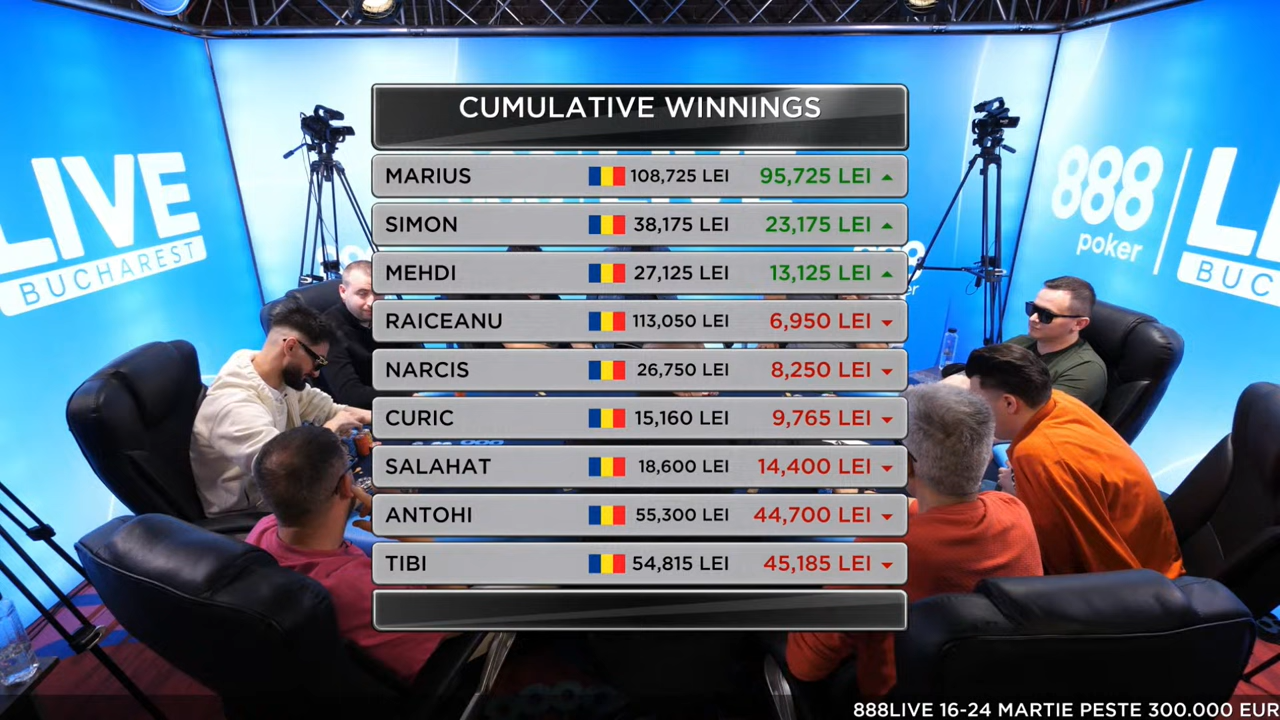 CUMULATIVE WINNINGS
MARIUS 108,725 LEI 95,725 LEI
SIMON 38,175 LEI 23,175 LEI
MEHDI 27,125 LEI 13,125 LEI
RAICEANU 113,050 LEI 6,950 LEI
NARCIS 26,750 LEI 8,250 LEI
CURIC 15,160 LEI 9,765 LEI
SALAHAT 18,600 LEI 14,400 LEI
ANTOHI 55,300 LEI 44,700 LEI
TIBI 54,815 LEI 45,185 LEI
LIVE
BUCHAREST
888
poker
888LIVE 16-24 MARTIE PESTE 300.000 EUR